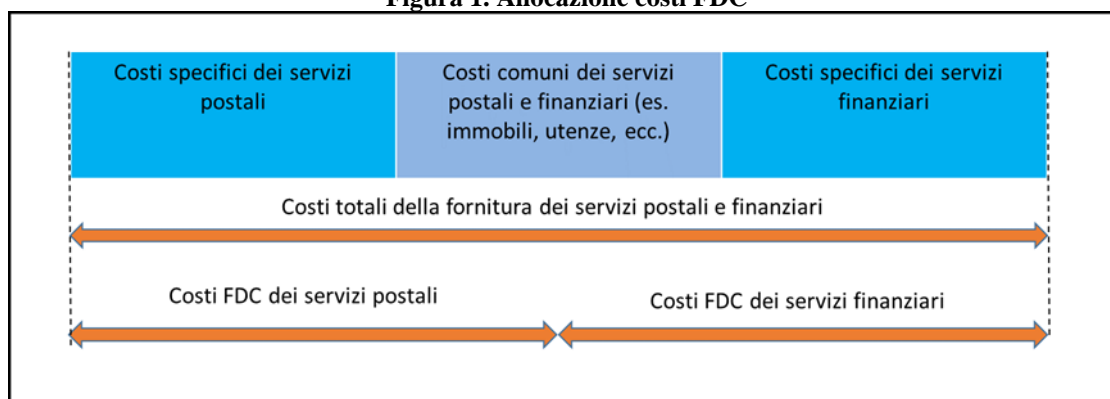 Figura 1. Allocazione costi FDC
Costi specifici dei servizi
postali
Costi comuni dei servizi
postali e finanziari (es.
immobili, utenze, ecc.)
Costi specifici dei servizi
finanziari
Costi totali della fornitura dei servizi postali e finanziari
Costi FDC dei servizi postali
Costi FDC dei servizi finanziari